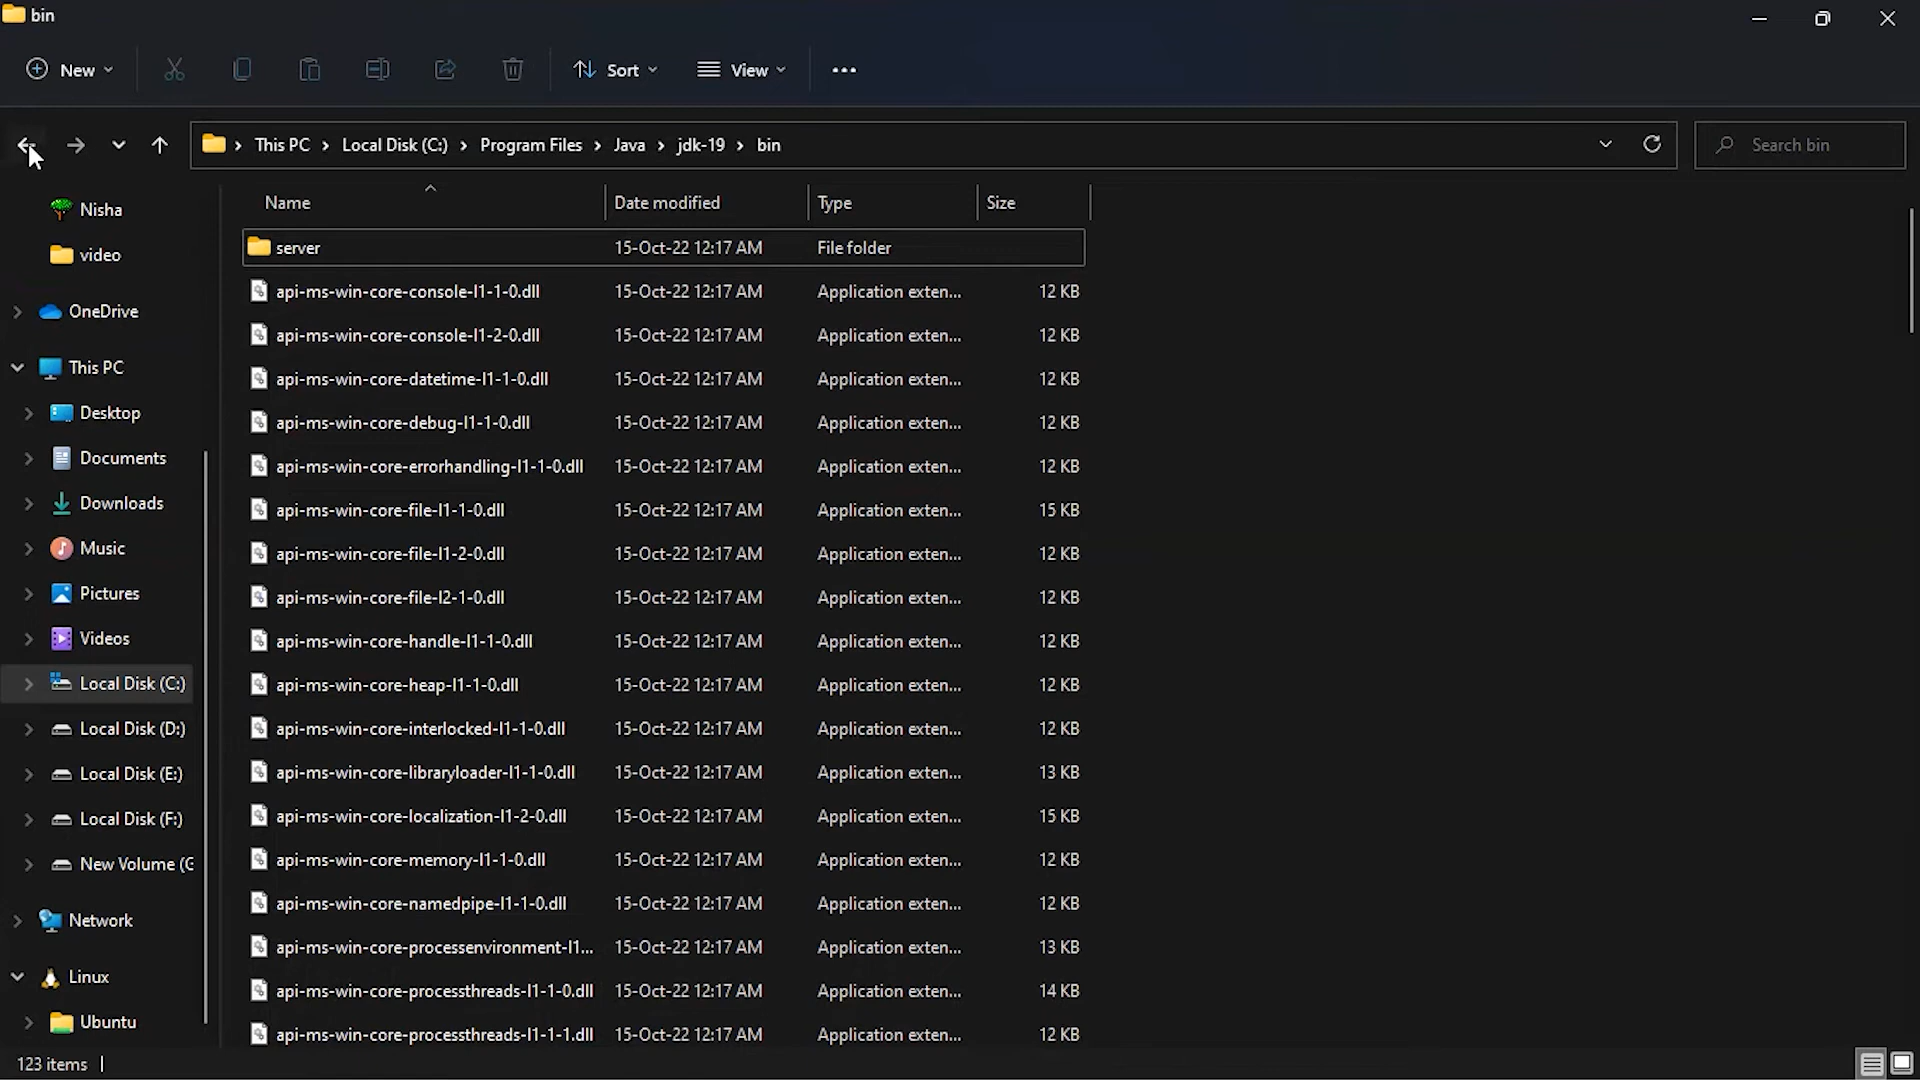 bin
New
Sort
View
This PC > Local Disk (C:) > Program Files > Java > jdk-19 > bin
Search bin
Nisha
video
OneDrive
This PC
Desktop
Documents
Downloads
Music
Pictures
Videos
Local Disk (C:)
Local Disk (D:)
Local Disk (E:)
Local Disk (F:)
New Volume (G
Network
Linux
Ubuntu
Name Date modified Type Size
server 15-Oct-22 12:17 AM File folder
api-ms-win-core-console-l1-1-0.dll 15-Oct-22 12:17 AM Application exten... 12 KB
api-ms-win-core-console-l1-2-0.dll 15-Oct-22 12:17 AM Application exten... 12 KB
api-ms-win-core-datetime-l1-1-0.dll 15-Oct-22 12:17 AM Application exten... 12 KB
api-ms-win-core-debug-l1-1-0.dll 15-Oct-22 12:17 AM Application exten... 12 KB
api-ms-win-core-errorhandling-l1-1-0.dll 15-Oct-22 12:17 AM Application exten... 12 KB
api-ms-win-core-file-l1-1-0.dll 15-Oct-22 12:17 AM Application exten... 15 KB
api-ms-win-core-file-l1-2-0.dll 15-Oct-22 12:17 AM Application exten... 12 KB
api-ms-win-core-file-l2-1-0.dll 15-Oct-22 12:17 AM Application exten... 12 KB
api-ms-win-core-handle-l1-1-0.dll 15-Oct-22 12:17 AM Application exten... 12 KB
api-ms-win-core-heap-l1-1-0.dll 15-Oct-22 12:17 AM Application exten... 12 KB
api-ms-win-core-interlocked-l1-1-0.dll 15-Oct-22 12:17 AM Application exten... 12 KB
api-ms-win-core-libraryloader-l1-1-0.dll 15-Oct-22 12:17 AM Application exten... 13 KB
api-ms-win-core-localization-l1-2-0.dll 15-Oct-22 12:17 AM Application exten... 15 KB
api-ms-win-core-memory-l1-1-0.dll 15-Oct-22 12:17 AM Application exten... 12 KB
api-ms-win-core-namedpipe-l1-1-0.dll 15-Oct-22 12:17 AM Application exten... 12 KB
api-ms-win-core-processenvironment-l1... 15-Oct-22 12:17 AM Application exten... 13 KB
api-ms-win-core-processthreads-l1-1-0.dll 15-Oct-22 12:17 AM Application exten... 14 KB
api-ms-win-core-processthreads-l1-1-1.dll 15-Oct-22 12:17 AM Application exten... 12 KB
123 items